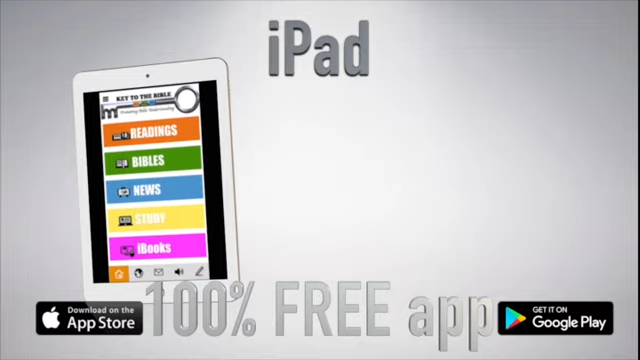 iPad
KEY TO THE BIBLE
READINGS
BIBLES
NEWS
STUDY
iBooks
100% FREE app
Download on the
App Store
GET IT ON
Google Play